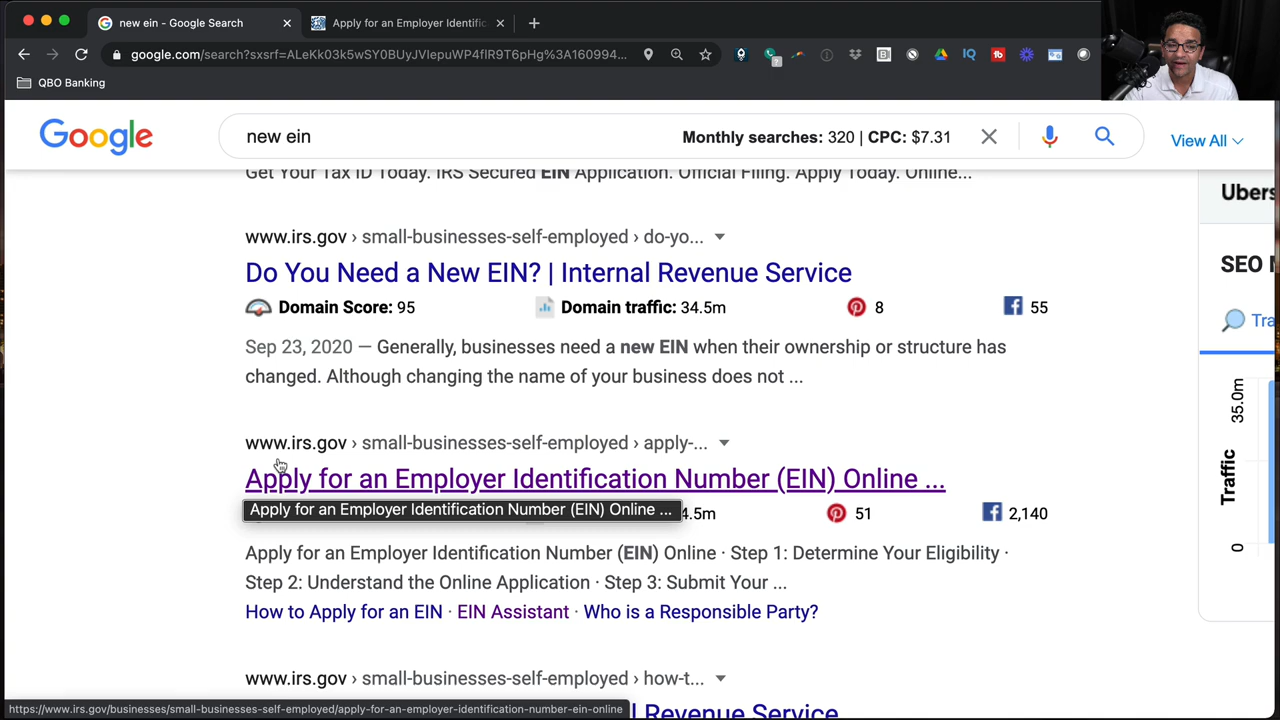 new ein - Google Search
Apply for an Employer Identific
google.com/search?sxsrf=ALeKk03k5wSY0BUyJVlepuWP
QBO Banking
Google
new ein
Monthly searches: 320 | CPC: $7.31
View All
Get Your Tax ID Today. IRS Secured EIN Application. Official Filing. Apply Today. Online...
Ubers
www.irs.gov › small-businesses-self-employed › do-yo...
Do You Need a New EIN? | Internal Revenue Service
SEO
Domain Score: 95
Domain traffic: 34.5m
8
55
Tra
Sep 23, 2020 — Generally, businesses need a new EIN when their ownership or structure has
changed. Although changing the name of your business does not ...
35.0m
Traffic
0
www.irs.gov › small-businesses-self-employed › apply-...
Apply for an Employer Identification Number (EIN) Online ...
Apply for an Employer Identification Number (EIN) Online ...
4.5m
51
2,140
Apply for an Employer Identification Number (EIN) Online · Step 1: Determine Your Eligibility ·
Step 2: Understand the Online Application · Step 3: Submit Your ...
How to Apply for an EIN · EIN Assistant · Who is a Responsible Party?
www.irs.gov › small-businesses-self-employed › how-t...
l Revenue Service
https://www.irs.gov/businesses/small-businesses-self-employed/apply-for-an-employer-identification-number-ein-online